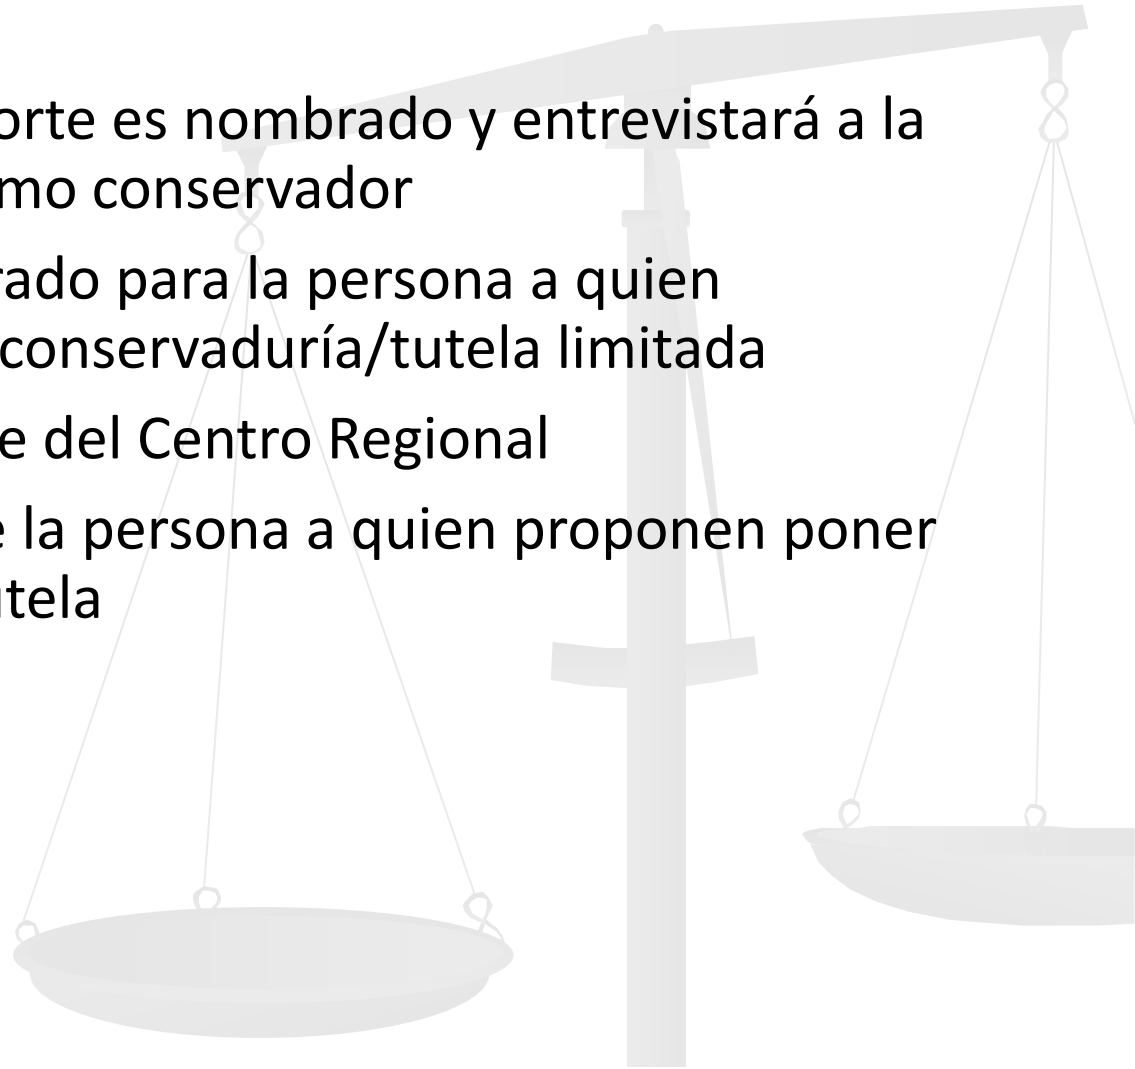 orte es nombrado y entrevistará a la
mo conservador
rado para la persona a quien
conservaduría/tutela limitada
e del Centro Regional
e la persona a quien proponen poner
utela